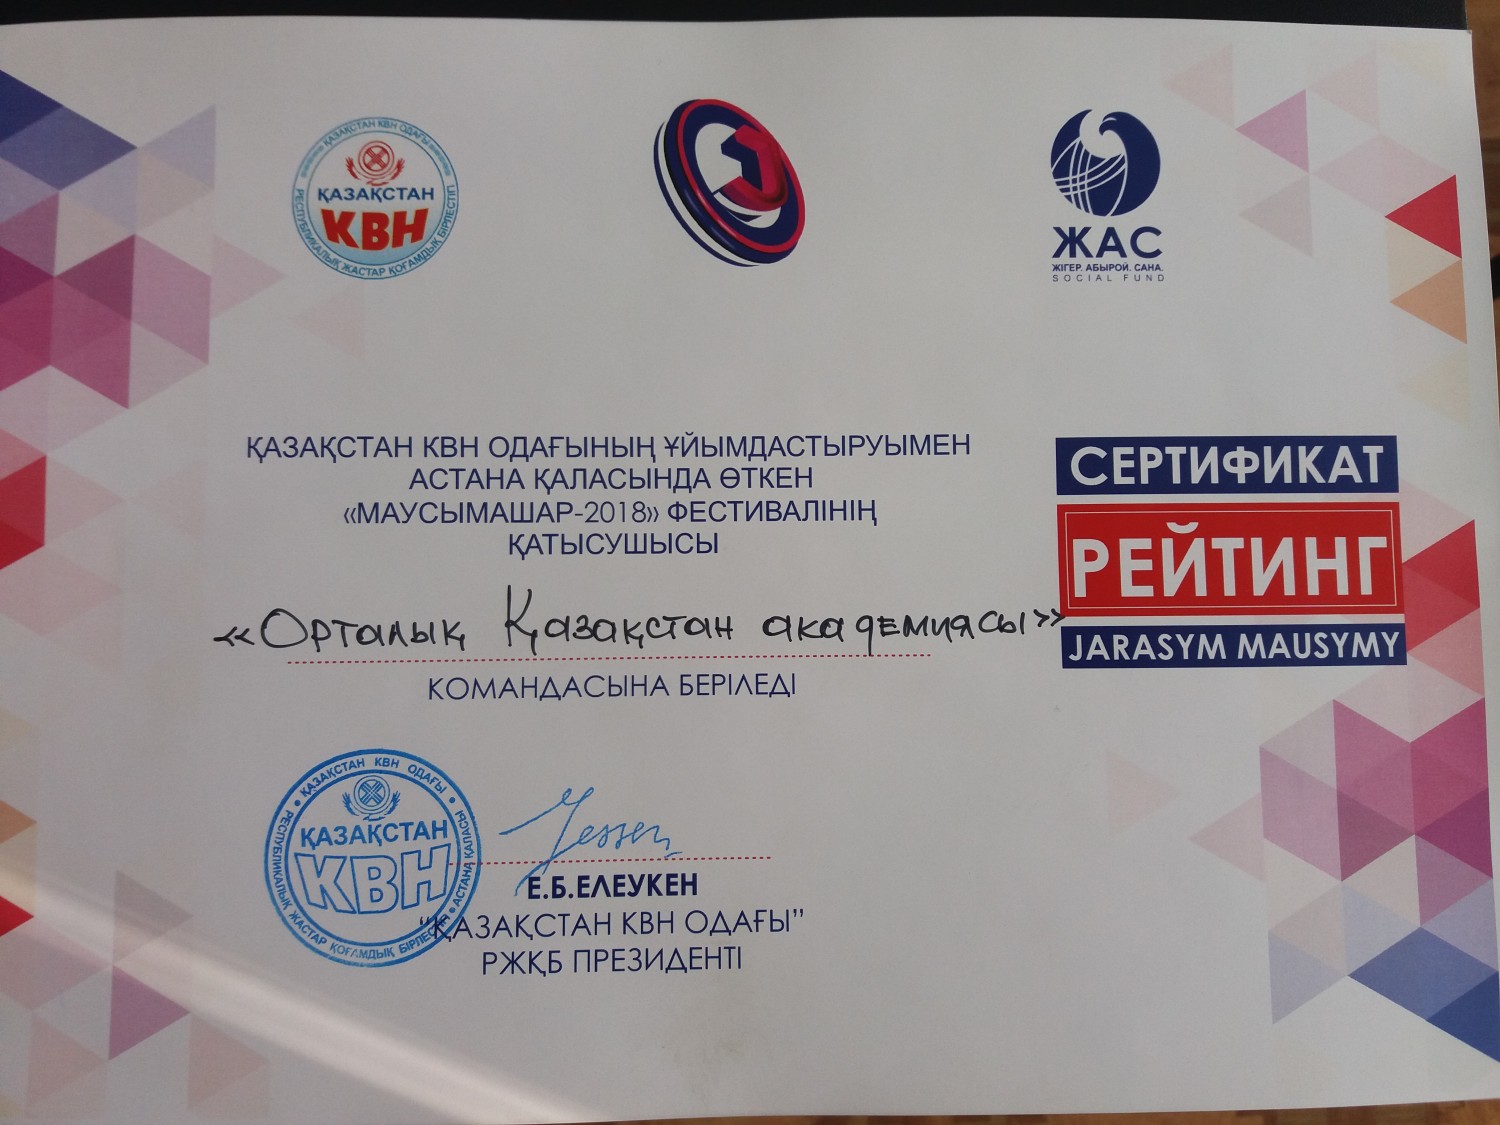 ҚАЗАҚСТАН КВН ОДАҒЫ
ҚАЗАҚСТАН
КВН
РЕСПУБЛИКАЛЫҚ ЖАСТАР ҚОҒАМДЫҚ БІРЛЕСТІГІ
ЖАС
ЖІГЕР. АБЫРОЙ. САНА.
SOCIAL FUND
ҚАЗАҚСТАН КВН ОДАҒЫНЫҢ ҰЙЫМДАСТЫРУЫМЕН
АСТАНА ҚАЛАСЫНДА ӨТКЕН
«МАУСЫМАШАР-2018» ФЕСТИВАЛІНІҢ
ҚАТЫСУШЫСЫ
«Орталық Қазақстан академиясы»
КОМАНДАСЫНА БЕРІЛЕДІ
СЕРТИФИКАТ
РЕЙТИНГ
JARASYM MAUSYMY
ҚАЗАҚСТАН КВН ОДАҒЫ
ҚАЗАҚСТАН
КВН
РЕСПУБЛИКАЛЫҚ ЖАСТАР ҚОҒАМДЫҚ
АСТАНА ҚАЛАСЫ
Е.Б.ЕЛЕУКЕН
“ҚАЗАҚСТАН КВН ОДАҒЫ”
РЖҚБ ПРЕЗИДЕНТІ